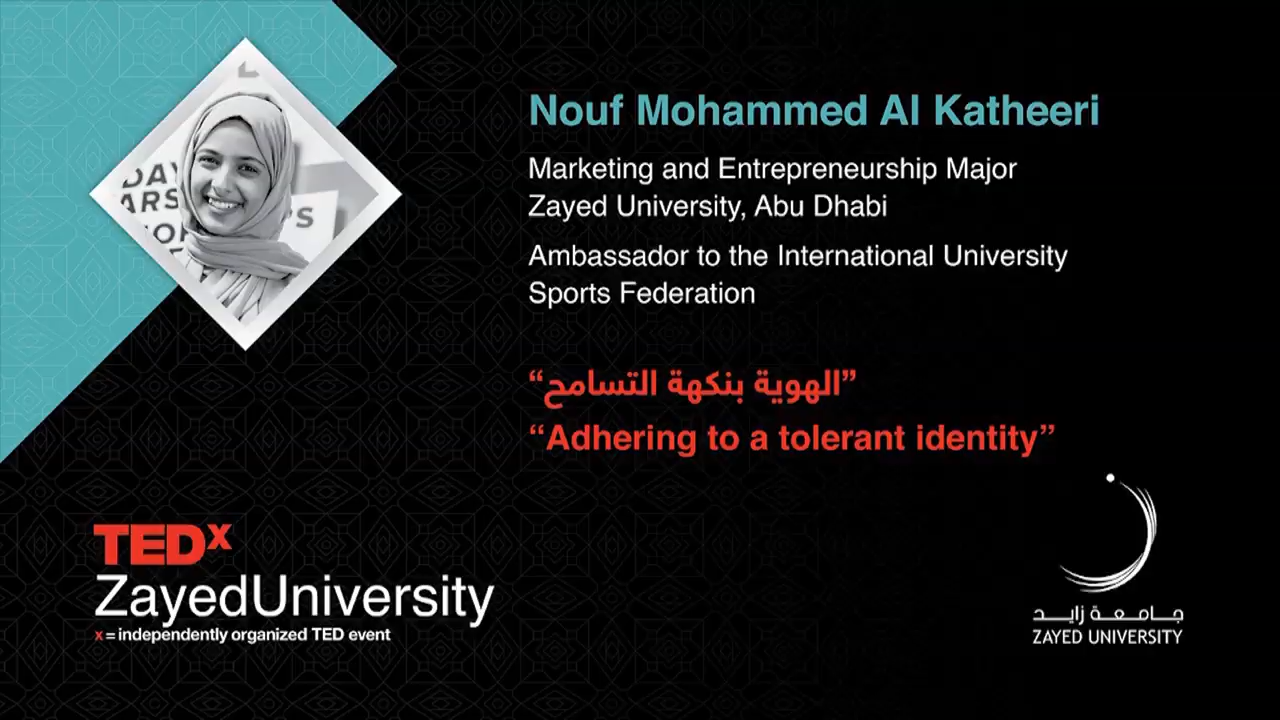 Nouf Mohammed Al Katheeri
Marketing and Entrepreneurship Major
Zayed University, Abu Dhabi
Ambassador to the International University
Sports Federation
“الهوية بنكهة التسامح”
“Adhering to a tolerant identity”
TEDx
ZayedUniversity
x = independently organized TED event
جامعة زايد
ZAYED UNIVERSITY